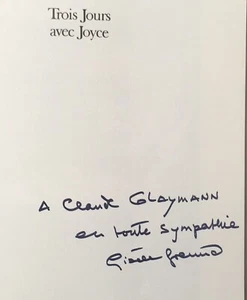 Trois Jours
avec Joyce
A Claude GLAYMANN
en toute sympathie
Gisèle Freund